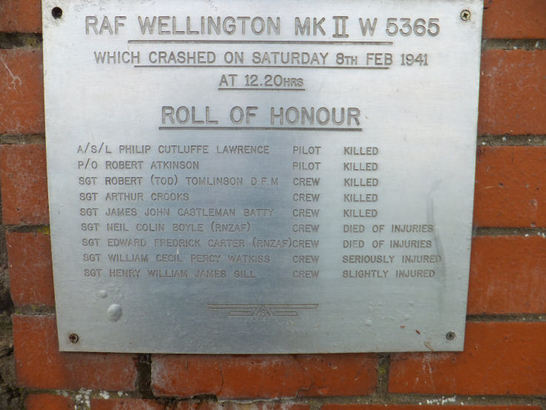 RAF WELLINGTON MK II W 5365
WHICH CRASHED ON SATURDAY 8TH FEB 1941
AT 12.20HRS
ROLL OF HONOUR
A/S/L PHILIP CUTLUFFE LAWRENCE PILOT KILLED
P/O ROBERT ATKINSON PILOT KILLED
SGT ROBERT (TOD) TOMLINSON D.F.M CREW KILLED
SGT ARTHUR CROOKS CREW KILLED
SGT JAMES JOHN CASTLEMAN BATTY CREW KILLED
SGT NEIL COLIN BOYLE (RNZAF) CREW DIED OF INJURIES
SGT EDWARD FREDRICK CARTER (RNZAF)CREW DIED OF INJURIES
SGT WILLIAM CECIL PERCY WATKISS CREW SERIOUSLY INJURED
SGT HENRY WILLIAM JAMES GILL CREW SLIGHTLY INJURED